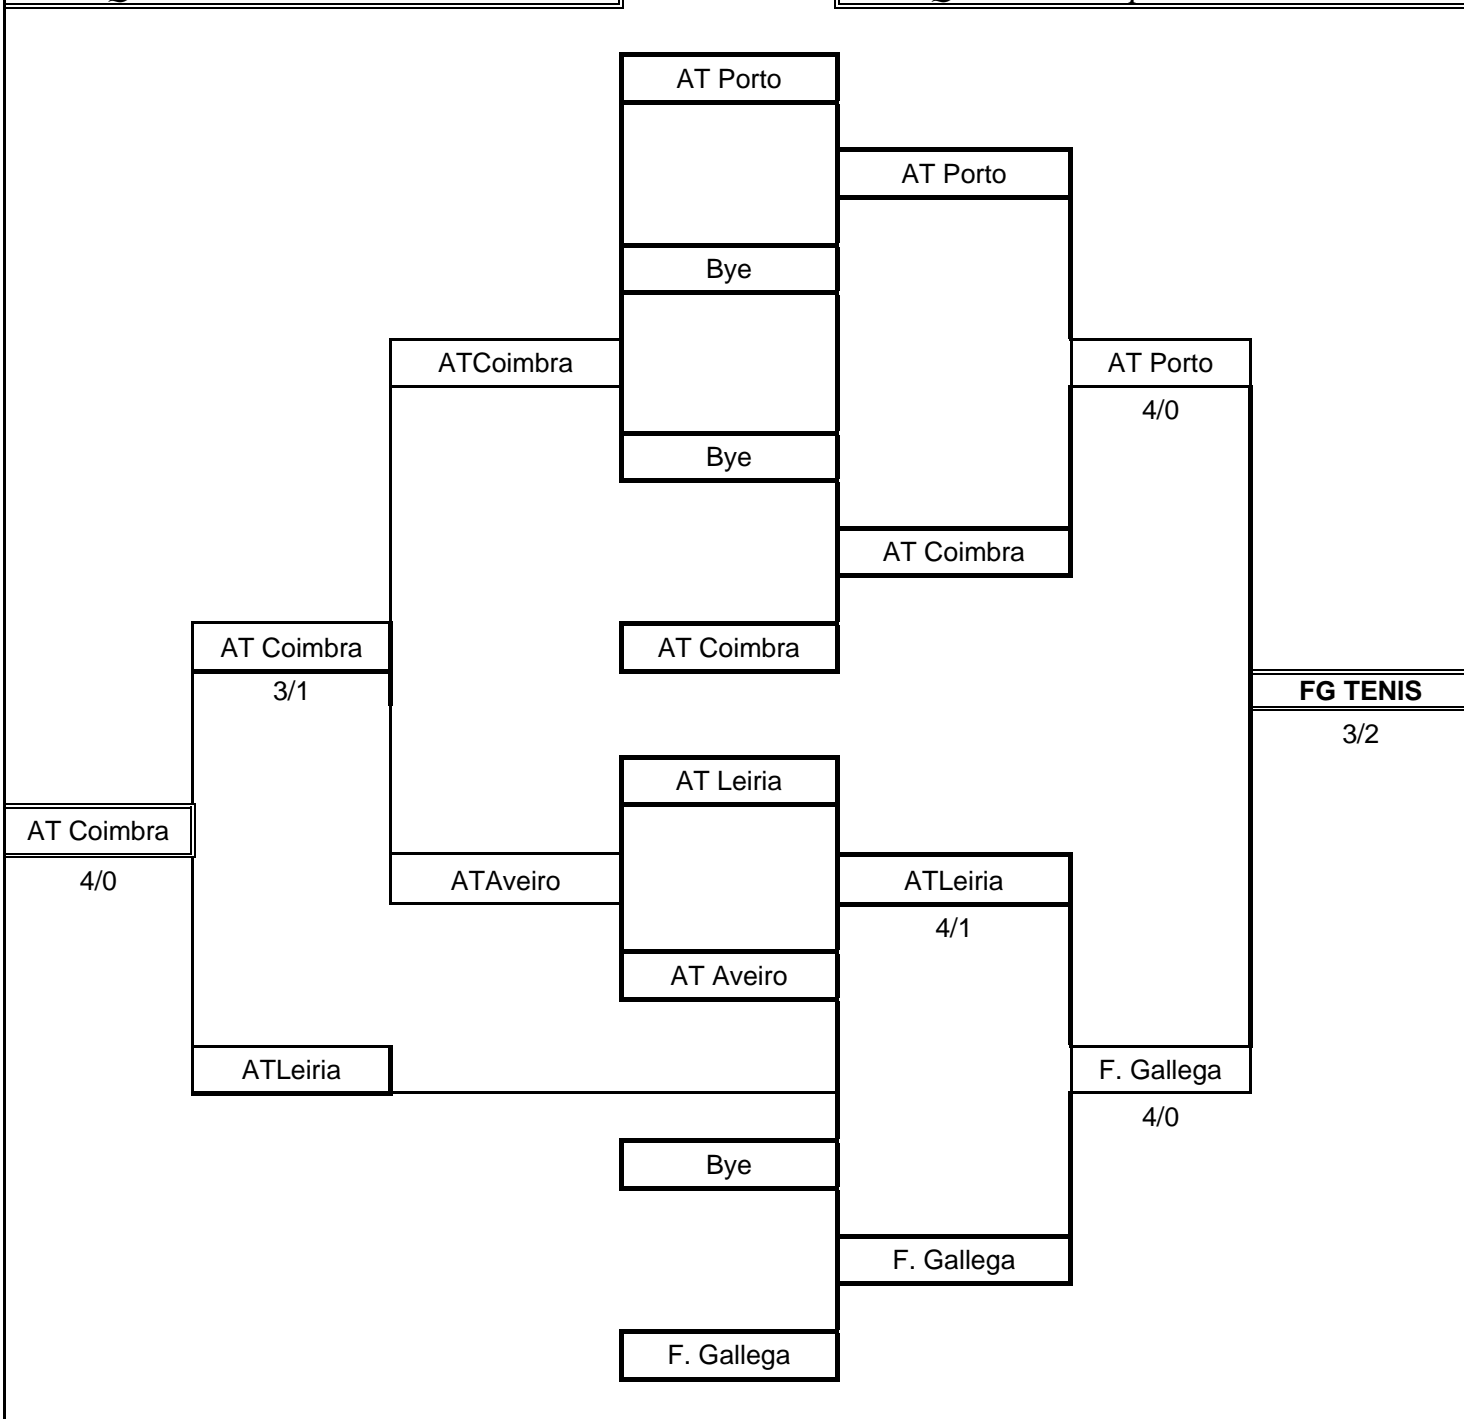 AT Porto
AT Porto
Bye
ATCoimbra
AT Porto
4/0
Bye
AT Coimbra
AT Coimbra
AT Coimbra
3/1
FG TENIS
3/2
AT Leiria
AT Coimbra
4/0
ATAveiro
ATLeiria
4/1
AT Aveiro
ATLeiria
F. Gallega
4/0
Bye
F. Gallega
F. Gallega